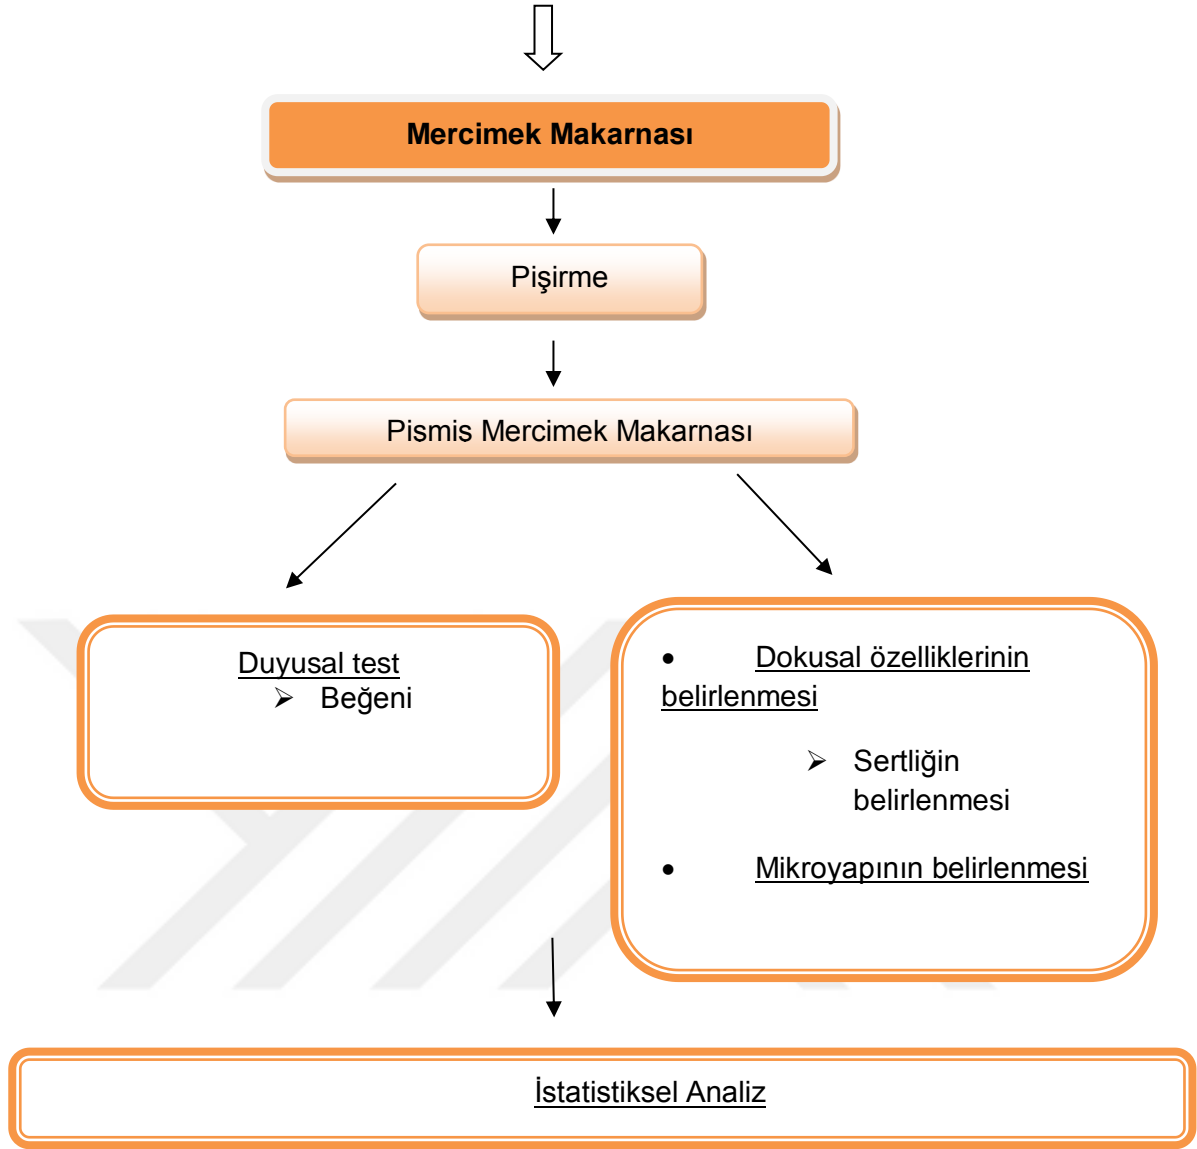 Mercimek Makarnası
Pişirme
Pismis Mercimek Makarnası
Duyusal test
➢ Beğeni
• Dokusal özelliklerinin
belirlenmesi
➢ Sertliğin
belirlenmesi
• Mikroyapının belirlenmesi
İstatistiksel Analiz